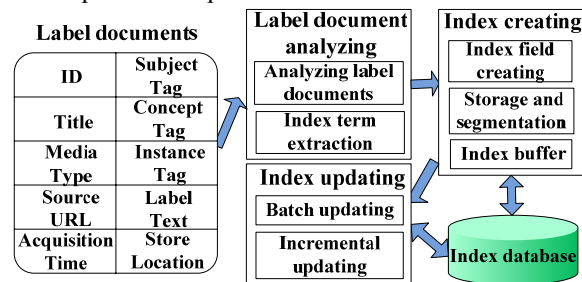 Label documents
ID
Subject
Tag
Title
Concept
Tag
Media
Type
Instance
Tag
Source
URL
Label
Text
Acquisition
Time
Store
Location
Label document
analyzing
Analyzing label
documents
Index term
extraction
Index creating
Index field
creating
Storage and
segmentation
Index buffer
Index updating
Batch updating
Incremental
updating
Index database